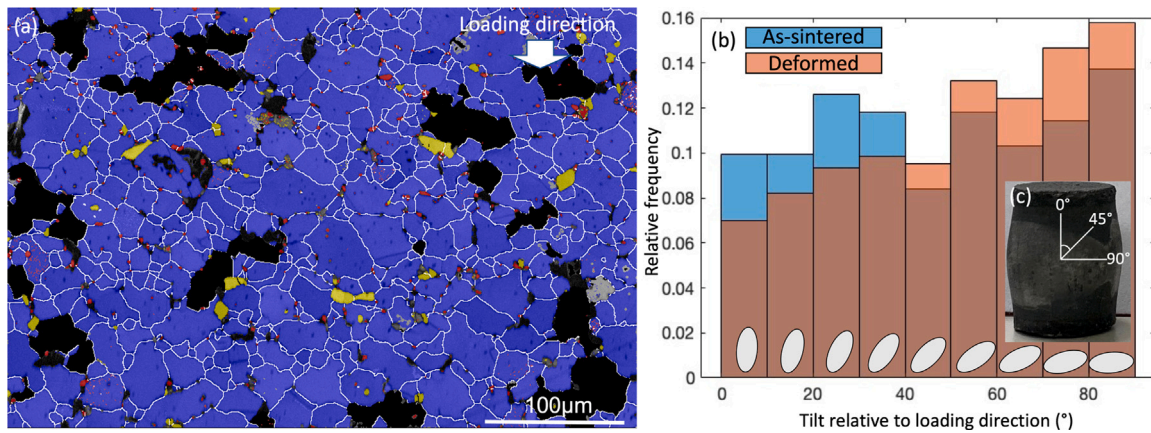 (a)
Loading direction
100μm
(b)
As-sintered
Deformed
Relative frequency
0.16
0.14
0.12
0.1
0.08
0.06
0.04
0.02
0
(c)
0°
45°
90°
0 20 40 60 80
Tilt relative to loading direction (°)